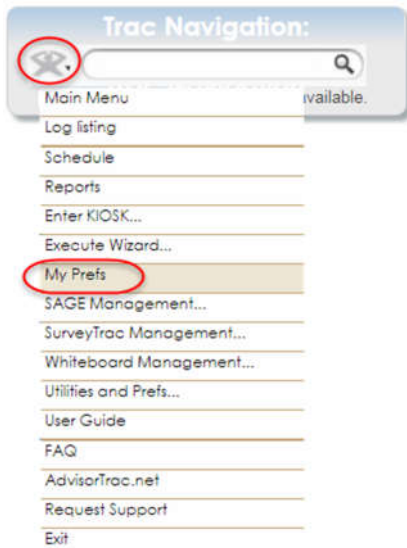 Trac Navigation:
Main Menu
vailable.
Log listing
Schedule
Reports
Enter KIOSK...
Execute Wizard...
My Prefs
SAGE Management...
SurveyTrac Management...
Whiteboard Management...
Utilities and Prefs...
User Guide
FAQ
AdvisorTrac.net
Request Support
Exit